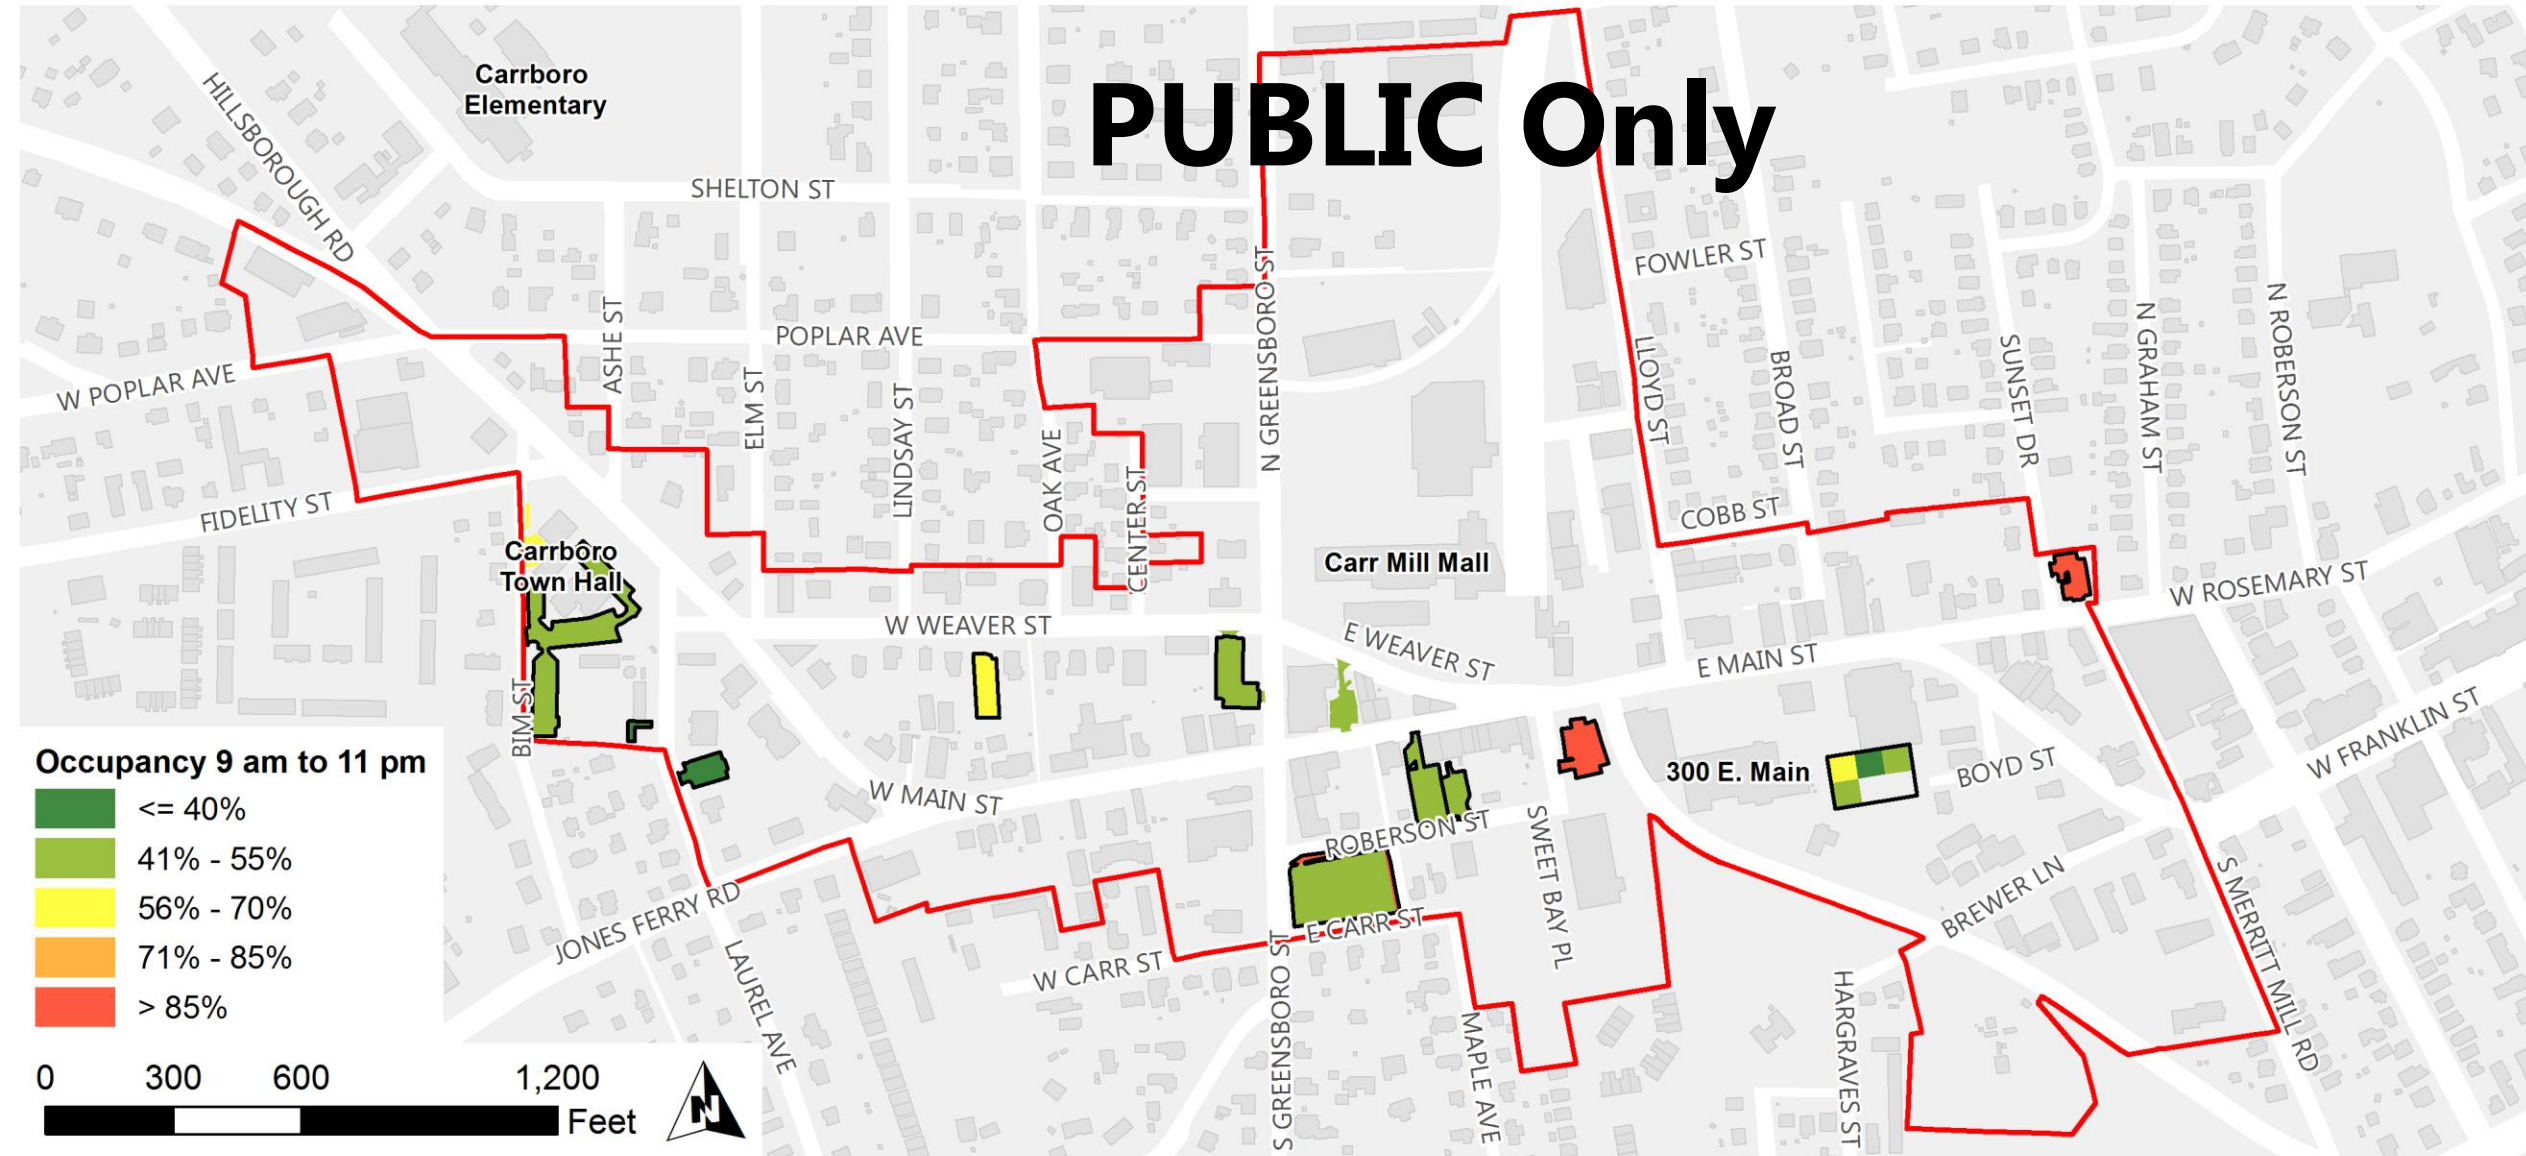 PUBLIC Only
Carrboro
Elementary
HILLSBOROUGH RD
SHELTON ST
FOWLER ST
N GREENSBORO ST
ASHE ST
POPLAR AVE
W POPLAR AVE
ELM ST
LINDSAY ST
OAK AVE
CENTER ST
LLOYD ST
BROAD ST
SUNSET DR
N GRAHAM ST
N ROBERSON ST
FIDELITY ST
COBB ST
Carrboro
Town Hall
Carr Mill Mall
W ROSEMARY ST
W WEAVER ST
E WEAVER ST
E MAIN ST
BIM ST
W FRANKLIN ST
300 E. Main
BOYD ST
W MAIN ST
ROBERSON ST
SWEET BAY PL
JONES FERRY RD
LAUREL AVE
E CARR ST
W CARR ST
BREWER LN
S MERRITT MILL RD
S GREENSBORO ST
MAPLE AVE
HARGRAVES ST
Occupancy 9 am to 11 pm
<= 40%
41% - 55%
56% - 70%
71% - 85%
> 85%
0 300 600 1,200
Feet
N